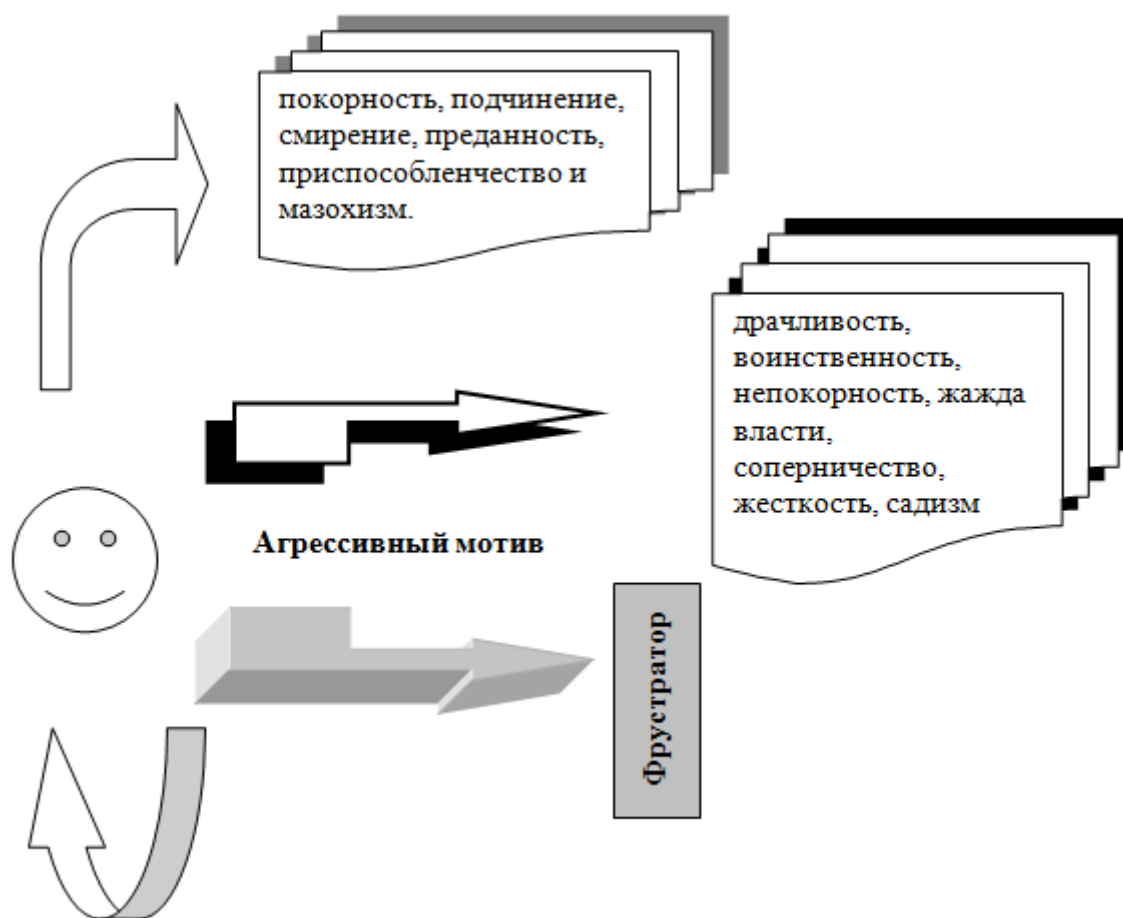 покорность, подчинение,
смирение, преданность,
приспособленчество и
мазохизм.
драчливость,
воинственность,
непокорность, жажда
власти,
соперничество,
жесткость, садизм
Агрессивный мотив
Фрустратор